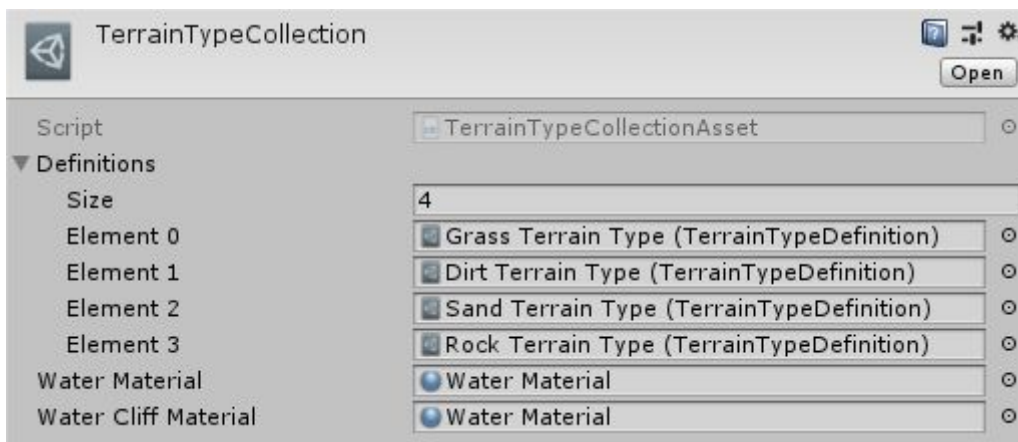 TerrainTypeCollection
Open
Script TerrainTypeCollectionAsset
Definitions
Size 4
Element 0 Grass Terrain Type (TerrainTypeDefinition)
Element 1 Dirt Terrain Type (TerrainTypeDefinition)
Element 2 Sand Terrain Type (TerrainTypeDefinition)
Element 3 Rock Terrain Type (TerrainTypeDefinition)
Water Material Water Material
Water Cliff Material Water Material